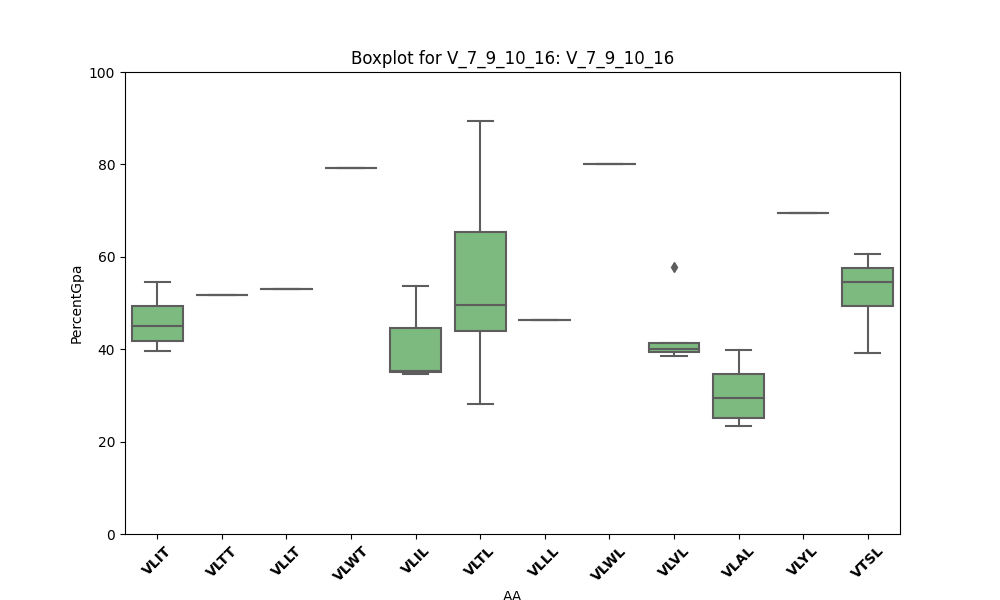 Boxplot for V_7_9_10_16: V_7_9_10_16
100
80
60
40
20
0
PercentGpa
VLIT VLTT VLLT VLWT VLIL VLTL VLLL VLWL VLVL VLAL VLYL VTSL
AA